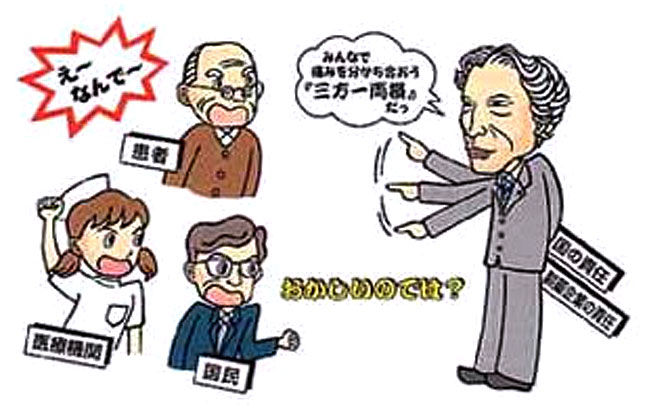 え〜
なんで〜
患者
みんなで
痛みを分かち合おう
『三方一両損』
だっ
医療機関
国民
おかしいのでは?
国の責任
企業の責任